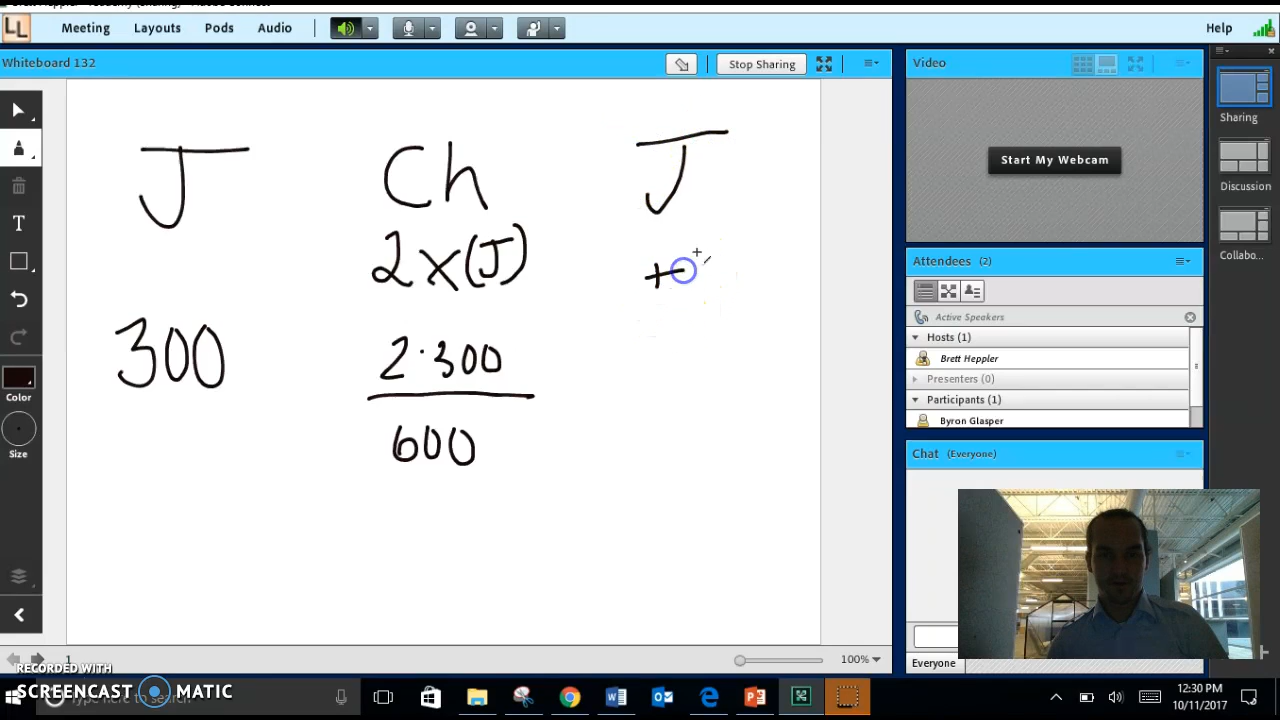 Meeting Layouts Pods Audio Help
Whiteboard 132
Stop Sharing
J Ch J
2 x (J) +
300 2·300
600
T
Color
Size
1
100%
Video
Start My Webcam
Attendees (2)
Active Speakers
Hosts (1)
Brett Heppler
Presenters (0)
Participants (1)
Byron Glasper
Chat (Everyone)
Everyone
Sharing
Discussion
Collabo...
RECORDED WITH
SCREENCAST MATIC
12:30 PM
10/11/2017